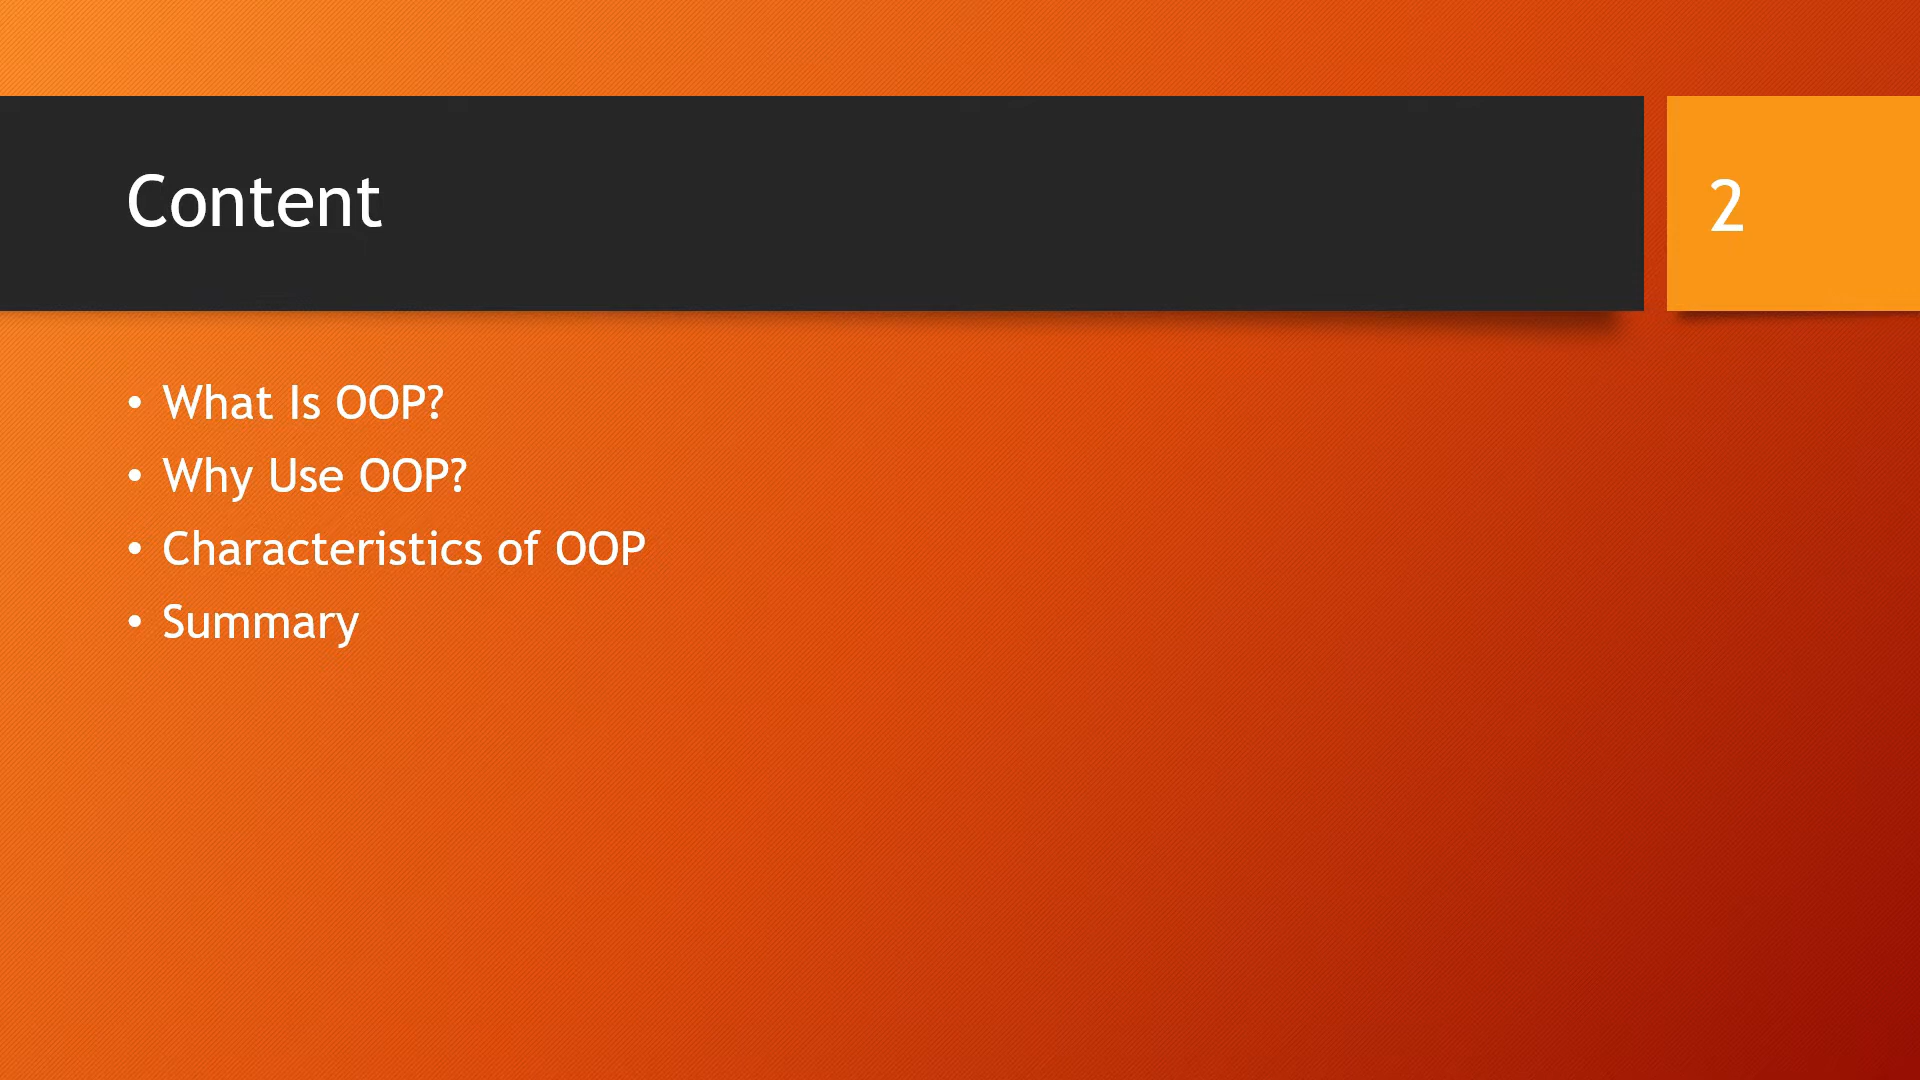 Content
2
• What Is OOP?
• Why Use OOP?
• Characteristics of OOP
• Summary